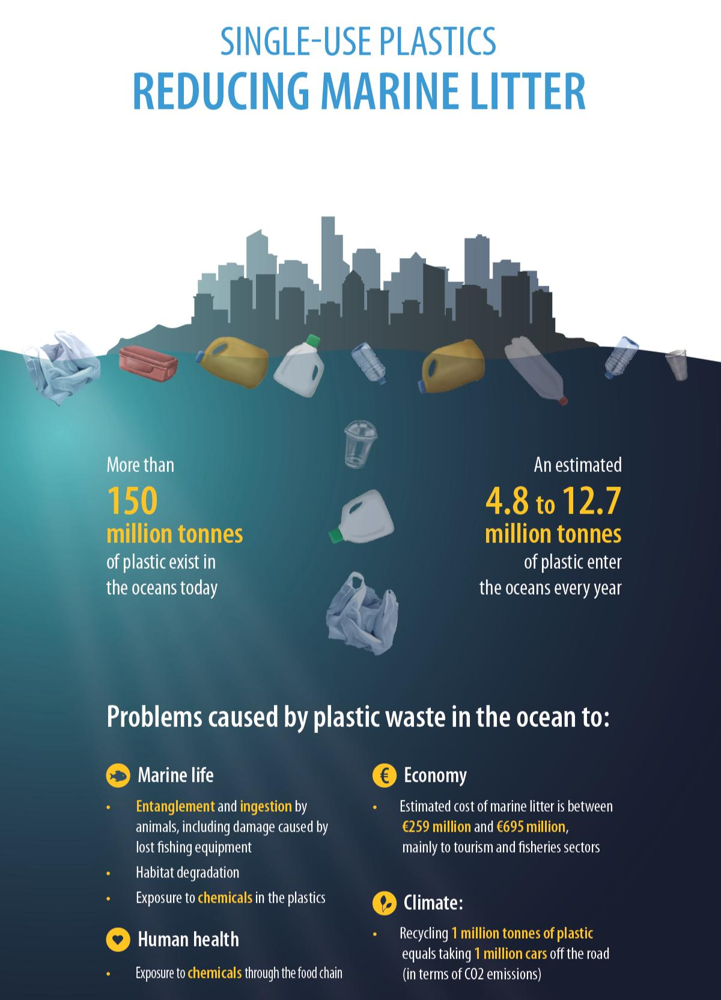 SINGLE-USE PLASTICS
REDUCING MARINE LITTER
More than
150
million tonnes
of plastic exist in
the oceans today
An estimated
4.8 to 12.7
million tonnes
of plastic enter
the oceans every year
Problems caused by plastic waste in the ocean to:
Marine life
• Entanglement and ingestion by
animals, including damage caused by
lost fishing equipment
• Habitat degradation
• Exposure to chemicals in the plastics
Human health
• Exposure to chemicals through the food chain
€ Economy
• Estimated cost of marine litter is between
€259 million and €695 million,
mainly to tourism and fisheries sectors
Climate:
• Recycling 1 million tonnes of plastic
equals taking 1 million cars off the road
(in terms of CO2 emissions)